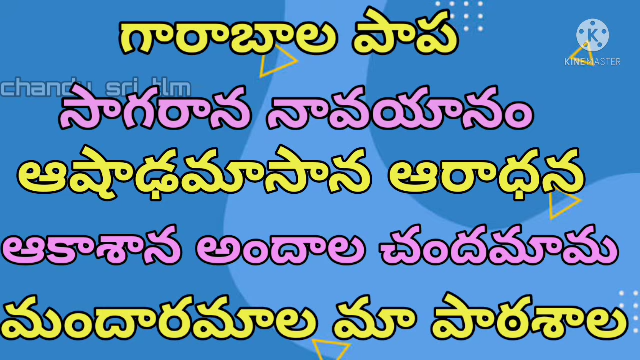 గారాబాల పాప
KINEMASTER
chandu sri tlm
సాగరాన నావయానం
ఆషాఢమాసాన ఆరాధన
ఆకాశాన అందాల చందమామ
మందారమాల మా పాఠశాల